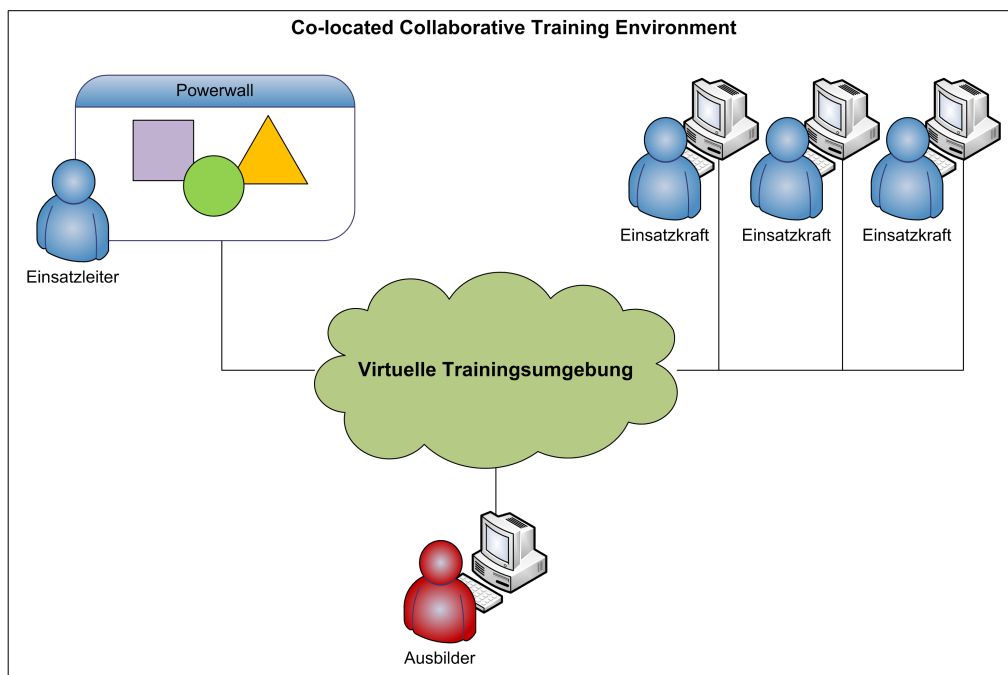 Co-located Collaborative Training Environment
Powerwall
Einsatzleiter
Einsatzkraft
Einsatzkraft
Einsatzkraft
Virtuelle Trainingsumgebung
Ausbilder